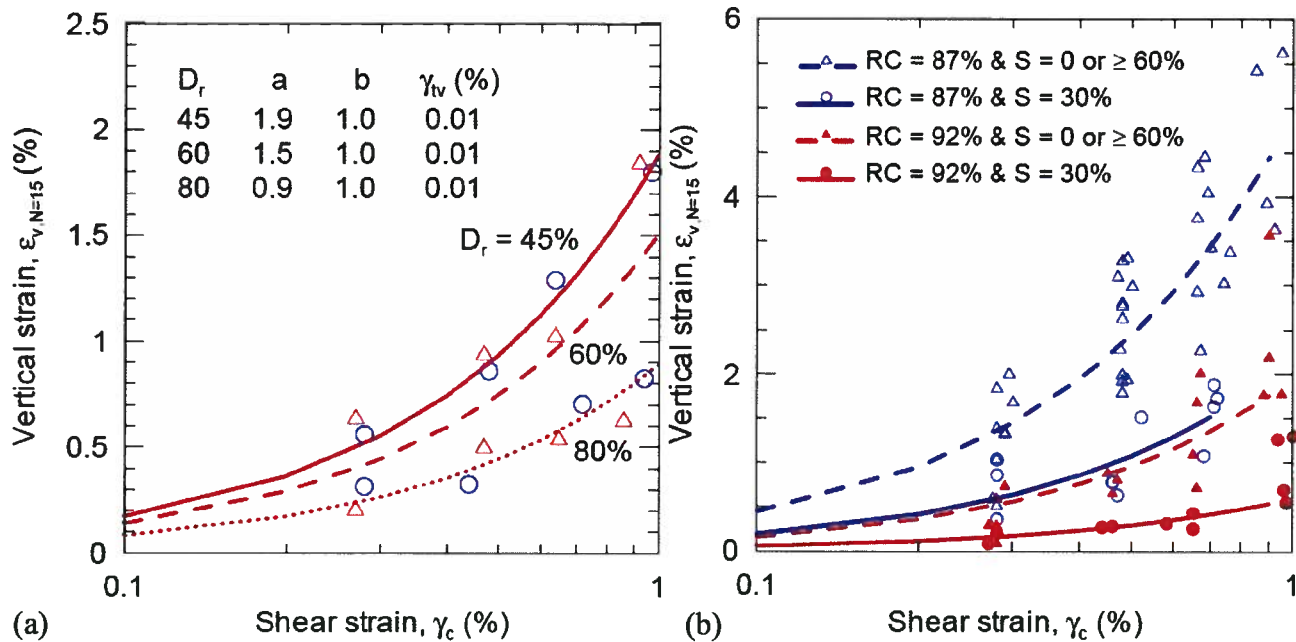 2.5
2
1.5
1
0.5
0
Vertical strain, ε_v,N=15 (%)
D_r a b γ_tv (%)
45 1.9 1.0 0.01
60 1.5 1.0 0.01
80 0.9 1.0 0.01
D_r = 45%
60%
80%
0.1 1
(a) Shear strain, γ_c (%)
6
4
2
0
Vertical strain, ε_v,N=15 (%)
RC = 87% & S = 0 or ≥ 60%
RC = 87% & S = 30%
RC = 92% & S = 0 or ≥ 60%
RC = 92% & S = 30%
0.1 1
(b) Shear strain, γ_c (%)